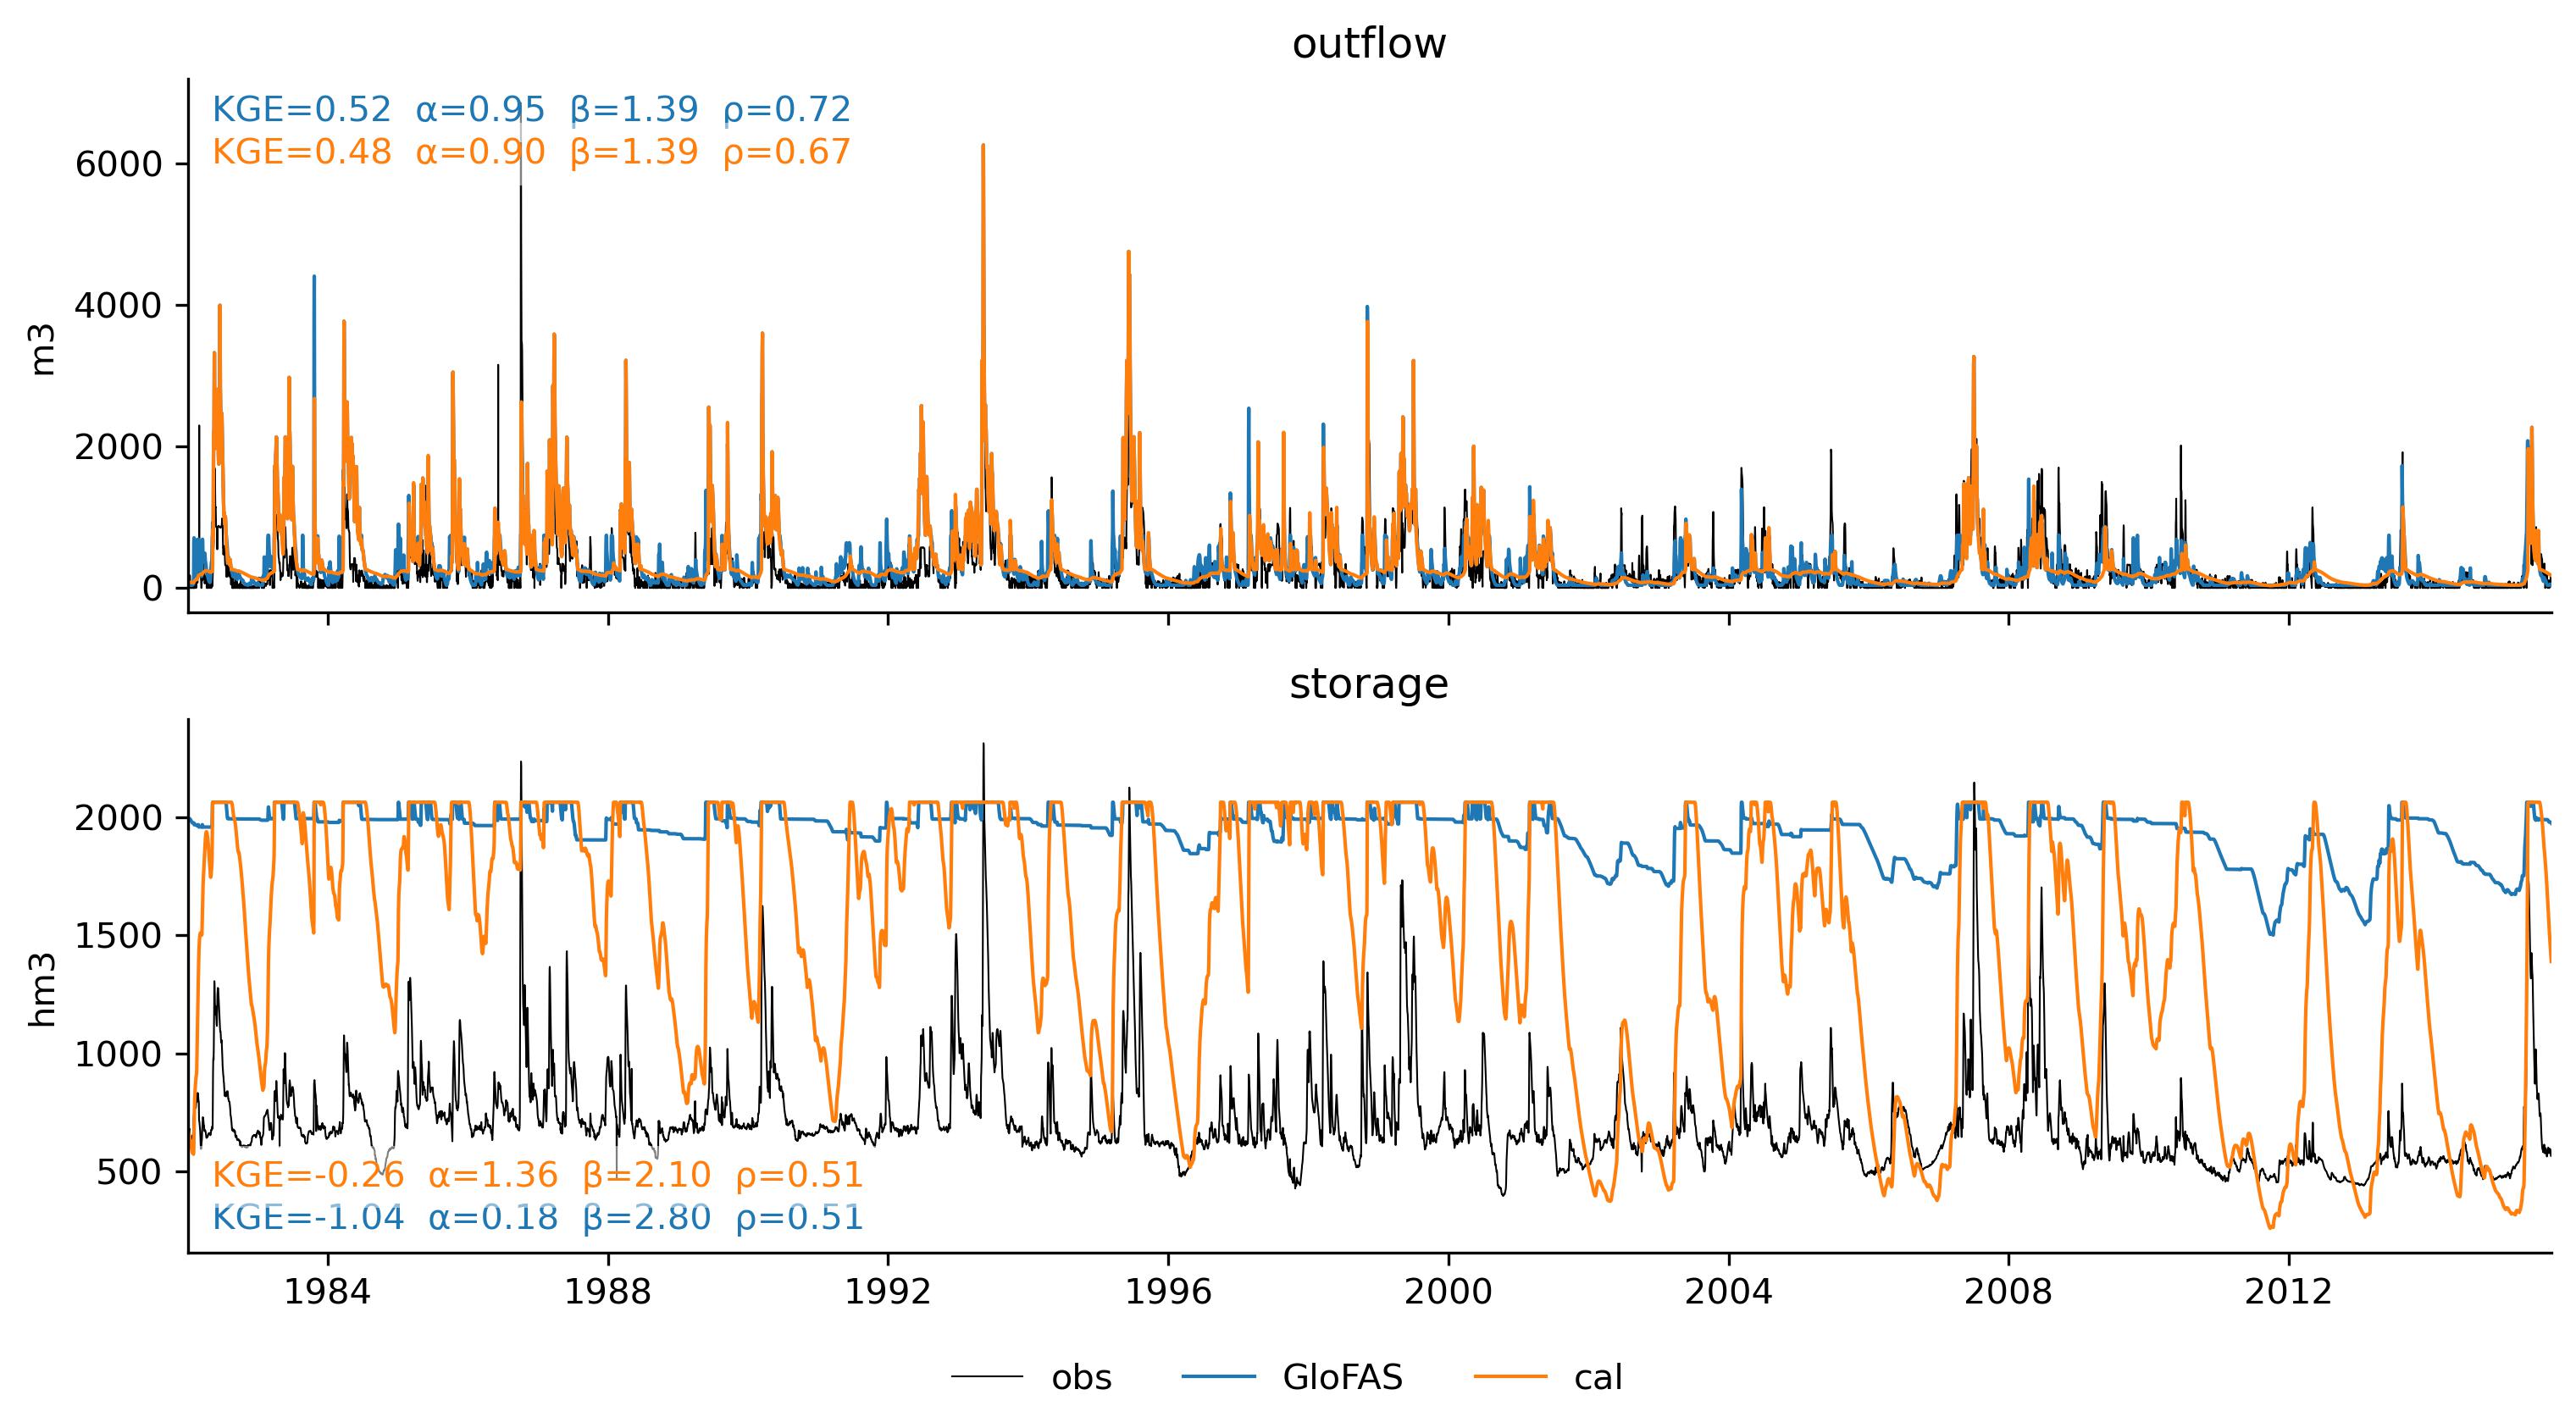 outflow
KGE=0.52 α=0.95 β=1.39 ρ=0.72
KGE=0.48 α=0.90 β=1.39 ρ=0.67
6000
4000
2000
0
m3
storage
2000
1500
1000
500
hm3
KGE=-0.26 α=1.36 β=2.10 ρ=0.51
KGE=-1.04 α=0.18 β=2.80 ρ=0.51
1984 1988 1992 1996 2000 2004 2008 2012
obs GloFAS cal